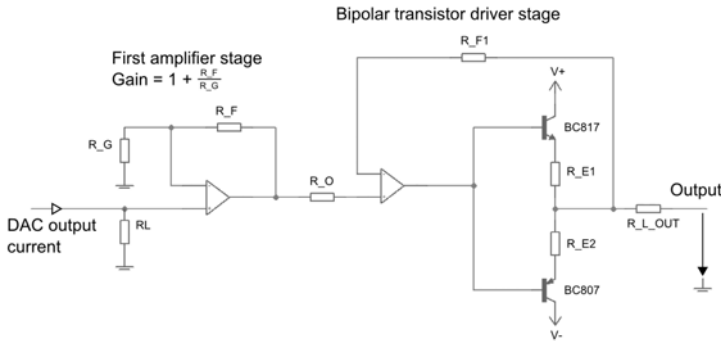 Bipolar transistor driver stage
R_F1
First amplifier stage
Gain = 1 + R_F/R_G
V+
R_F
BC817
R_G
R_E1
R_O
Output
DAC output
current
RL
R_L_OUT
R_E2
BC807
V-